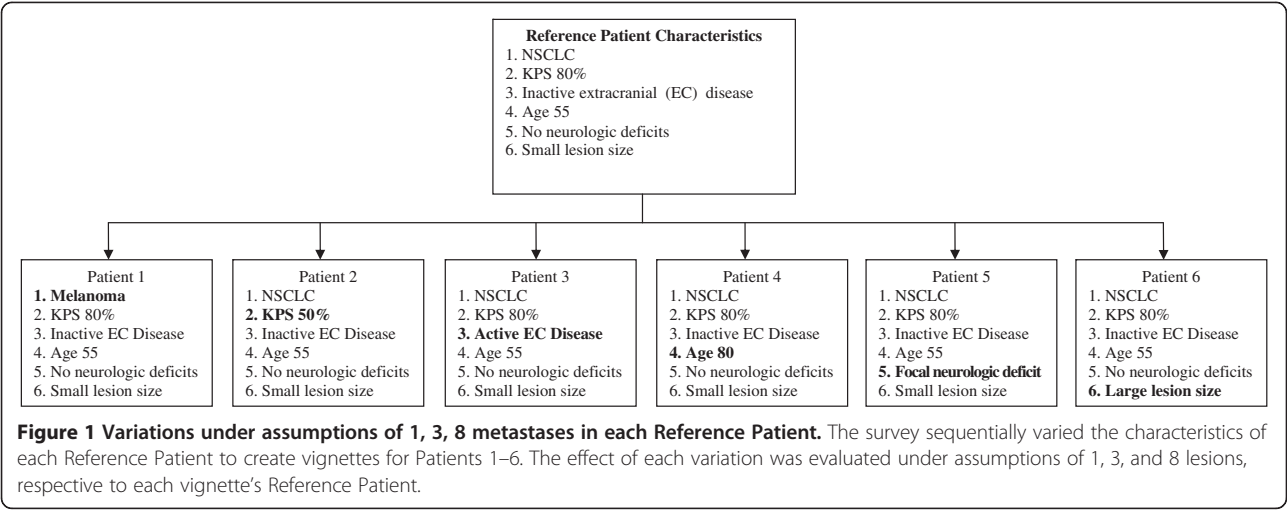 Reference Patient Characteristics
1. NSCLC
2. KPS 80%
3. Inactive extracranial (EC) disease
4. Age 55
5. No neurologic deficits
6. Small lesion size
Patient 1
1. Melanoma
2. KPS 80%
3. Inactive EC Disease
4. Age 55
5. No neurologic deficits
6. Small lesion size
Patient 2
1. NSCLC
2. KPS 50%
3. Inactive EC Disease
4. Age 55
5. No neurologic deficits
6. Small lesion size
Patient 3
1. NSCLC
2. KPS 80%
3. Active EC Disease
4. Age 55
5. No neurologic deficits
6. Small lesion size
Patient 4
1. NSCLC
2. KPS 80%
3. Inactive EC Disease
4. Age 80
5. No neurologic deficits
6. Small lesion size
Patient 5
1. NSCLC
2. KPS 80%
3. Inactive EC Disease
4. Age 55
5. Focal neurologic deficit
6. Small lesion size
Patient 6
1. NSCLC
2. KPS 80%
3. Inactive EC Disease
4. Age 55
5. No neurologic deficits
6. Large lesion size
Figure 1 Variations under assumptions of 1, 3, 8 metastases in each Reference Patient. The survey sequentially varied the characteristics of
each Reference Patient to create vignettes for Patients 1–6. The effect of each variation was evaluated under assumptions of 1, 3, and 8 lesions,
respective to each vignette's Reference Patient.